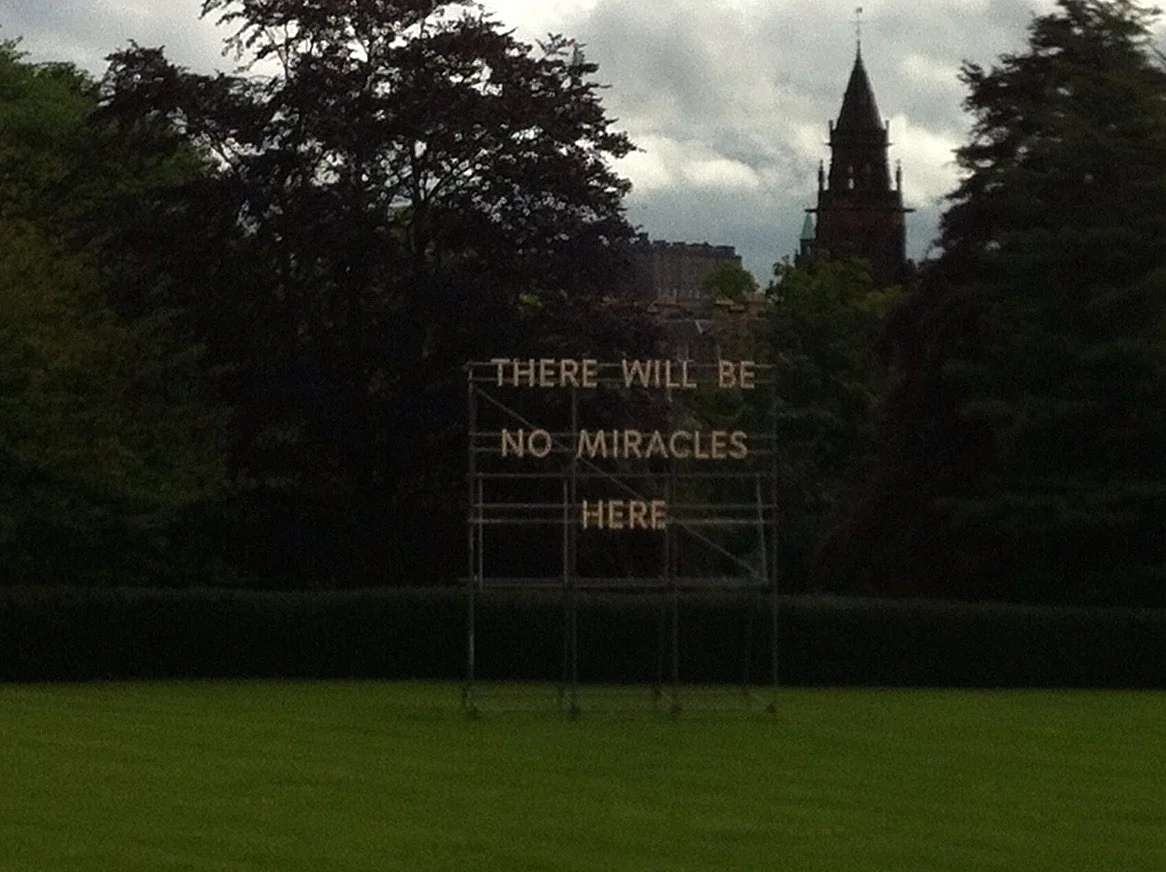 THERE WILL BE
NO MIRACLES
HERE